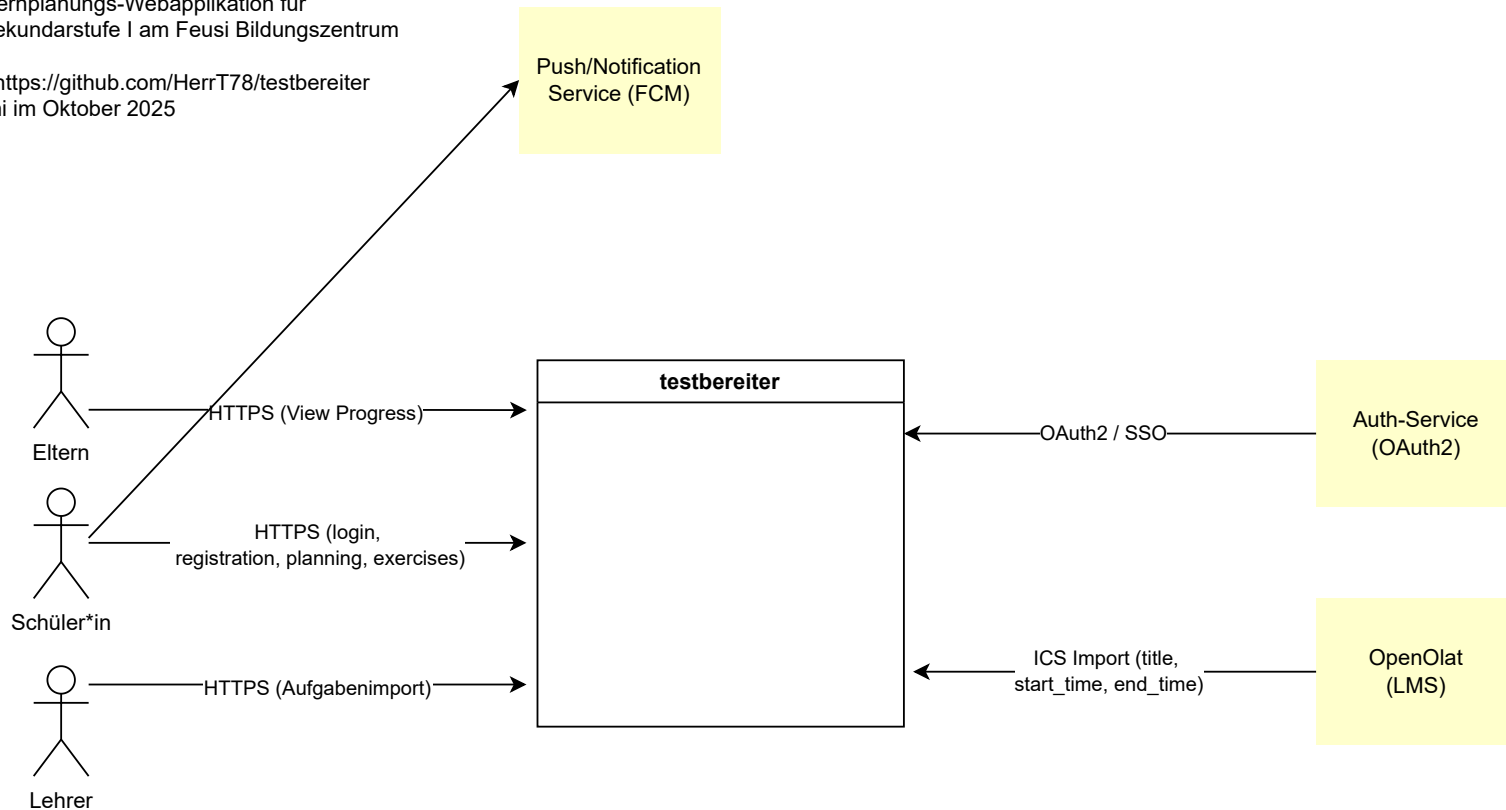 ernplanungs-Webapplikation für
ekundarstufe I am Feusi Bildungszentrum
https://github.com/HerrT78/testbereiter
i im Oktober 2025
Push/Notification
Service (FCM)
Eltern
HTTPS (View Progress)
testbereiter
OAuth2 / SSO
Auth-Service
(OAuth2)
Schüler*in
HTTPS (login,
registration, planning, exercises)
Lehrer
HTTPS (Aufgabenimport)
ICS Import (title,
start_time, end_time)
OpenOlat
(LMS)